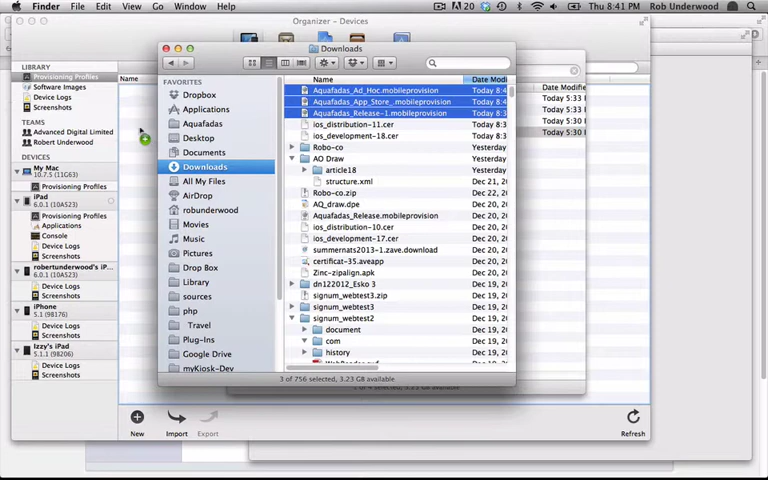 Finder File Edit View Go Window Help
20 Thu 8:41 PM Rob Underwood
Organizer - Devices
Downloads
LIBRARY
Provisioning Profiles
Software Images
Device Logs
Screenshots
TEAMS
Advanced Digital Limited
Robert Underwood
DEVICES
My Mac
10.7.5 (11G63)
Provisioning Profiles
iPad
6.0.1 (10A523)
Provisioning Profiles
Applications
Console
Device Logs
Screenshots
robertunderwood's iP...
6.0.1 (10A523)
Device Logs
Screenshots
iPhone
5.1 (98176)
Device Logs
Screenshots
Izzy's iPad
5.1.1 (98206)
Device Logs
Screenshots
Name
FAVORITES
Dropbox
Applications
Aquafadas
Desktop
Documents
Downloads
All My Files
AirDrop
robunderwood
Movies
Music
Pictures
Drop Box
Library
sources
php
Travel
Plug-Ins
Google Drive
myKiosk-Dev
Name Date Modi
Aquafadas_Ad_Hoc.mobileprovision Today 8:4
Aquafadas_App_Store_.mobileprovision Today 8:4
Aquafadas_Release-1.mobileprovision Today 8:3
ios_distribution-11.cer Today 8:3
ios_development-18.cer Today 8:3
Robo-co Yesterday
AO Draw Yesterday
article18 Yesterday
structure.xml Dec 21, 2
Robo-co.zip Dec 22, 2
AQ_draw.dpe Dec 22, 2
Aquafadas_Release.mobileprovision Dec 20, 2
ios_distribution-10.cer Dec 20, 2
ios_development-17.cer Dec 20, 2
summernats2013-1.zave.download Dec 20, 2
certificat-35.aveapp Dec 20, 2
Zinc-zipalign.apk Dec 20, 2
dn122012_Esko 3 Dec 20, 2
signum_webtest3.zip Dec 19, 2
signum_webtest3 Dec 19, 2
signum_webtest2 Dec 19, 2
document Dec 19, 2
com Dec 19, 2
history Dec 19, 2
3 of 756 selected, 3.23 GB available
Date Modified
Today 5:33
Today 5:33
Today 5:30
Today 5:30
New Import Export Refresh